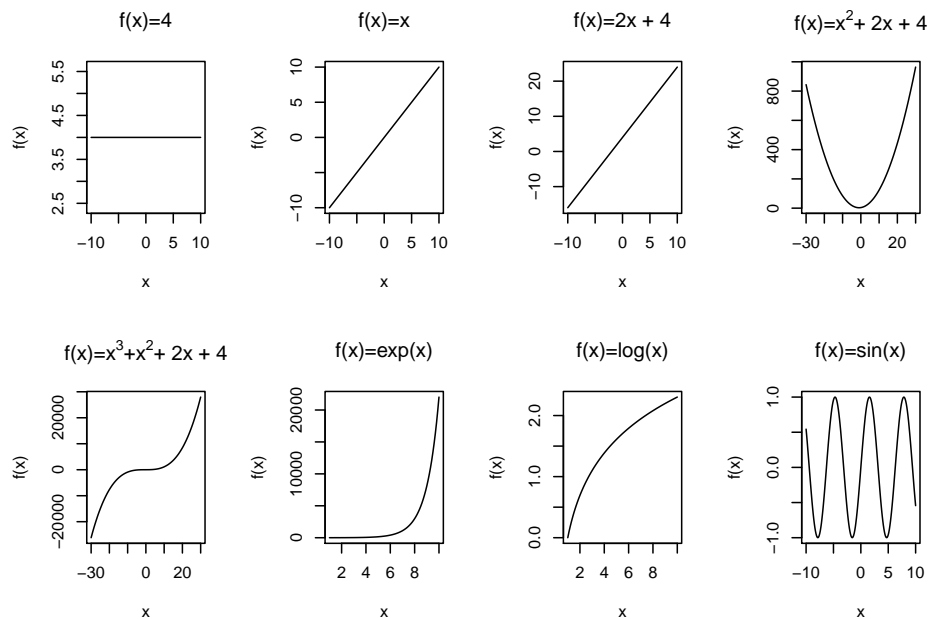 f(x)=4
f(x)
5.5
4.5
3.5
2.5
−10 0 5 10
x
f(x)=x
f(x)
10
5
0
−10
−10 0 5 10
x
f(x)=2x + 4
f(x)
20
10
0
−10
−10 0 5 10
x
f(x)=x²+ 2x + 4
f(x)
800
400
0
−30 0 20
x
f(x)=x³+x²+ 2x + 4
f(x)
20000
0
−20000
−30 0 20
x
f(x)=exp(x)
f(x)
20000
10000
0
2 4 6 8
x
f(x)=log(x)
f(x)
2.0
1.0
0.0
2 4 6 8
x
f(x)=sin(x)
f(x)
1.0
0.0
−1.0
−10 0 5 10
x